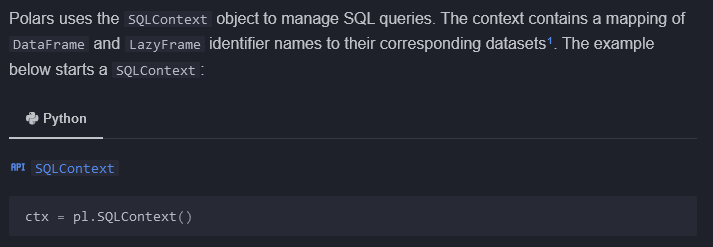 Polars uses the SQLContext object to manage SQL queries. The context contains a mapping of
DataFrame and LazyFrame identifier names to their corresponding datasets¹. The example
below starts a SQLContext:
Python
API SQLContext
ctx = pl.SQLContext()